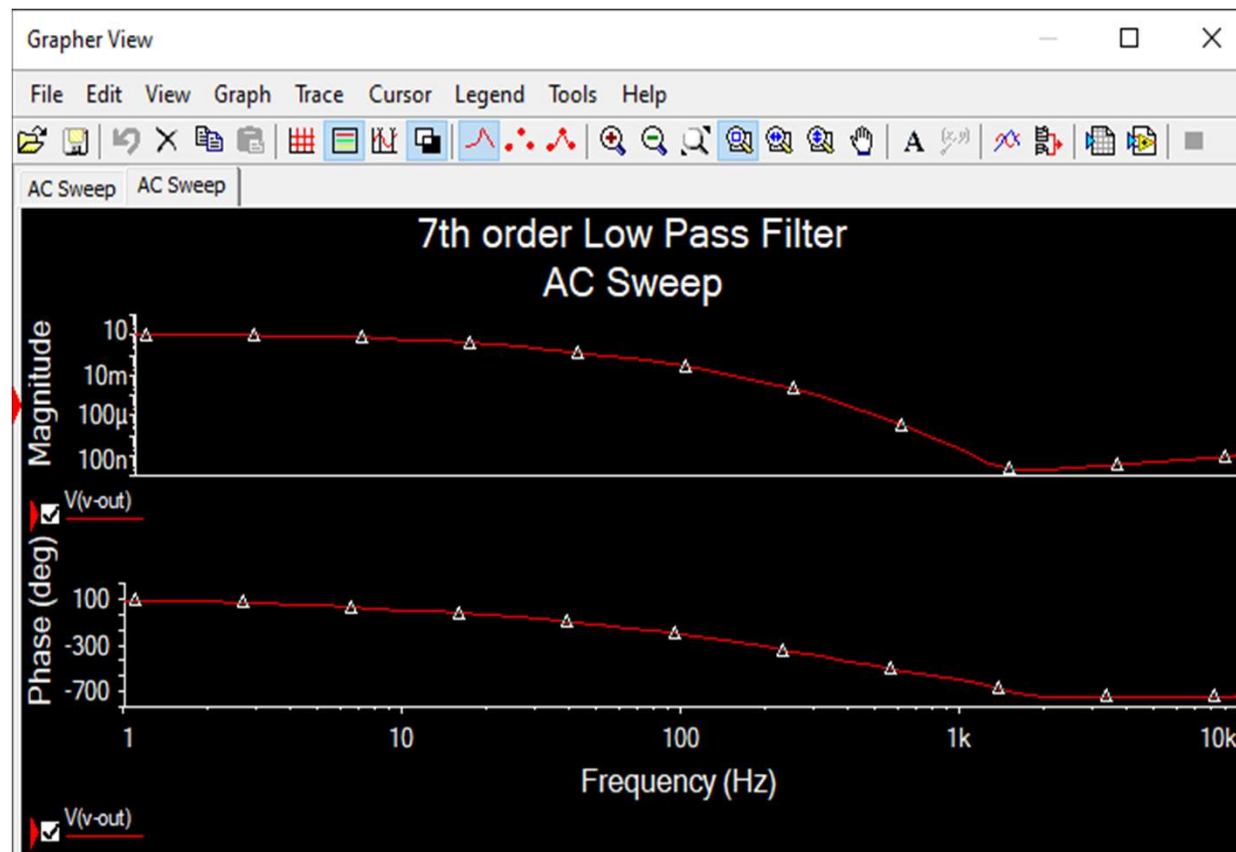 Grapher View
File Edit View Graph Trace Cursor Legend Tools Help
A (x,y)
AC Sweep AC Sweep
7th order Low Pass Filter
AC Sweep
Magnitude
10
10m
100μ
100n
V(v-out)
Phase (deg)
100
-300
-700
1 10 100 1k 10k
Frequency (Hz)
V(v-out)